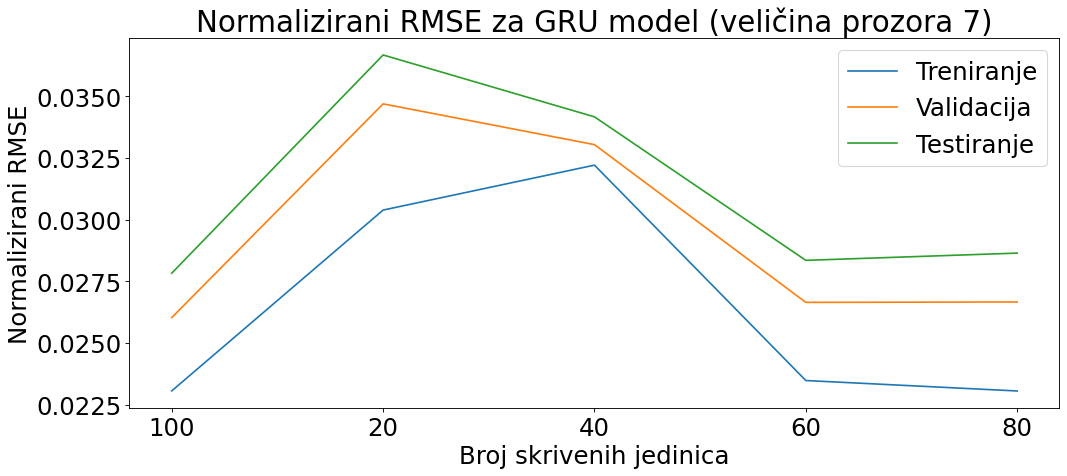 Normalizirani RMSE za GRU model (veličina prozora 7)
Treniranje
Validacija
Testiranje
Normalizirani RMSE
0.0350
0.0325
0.0300
0.0275
0.0250
0.0225
100 20 40 60 80
Broj skrivenih jedinica